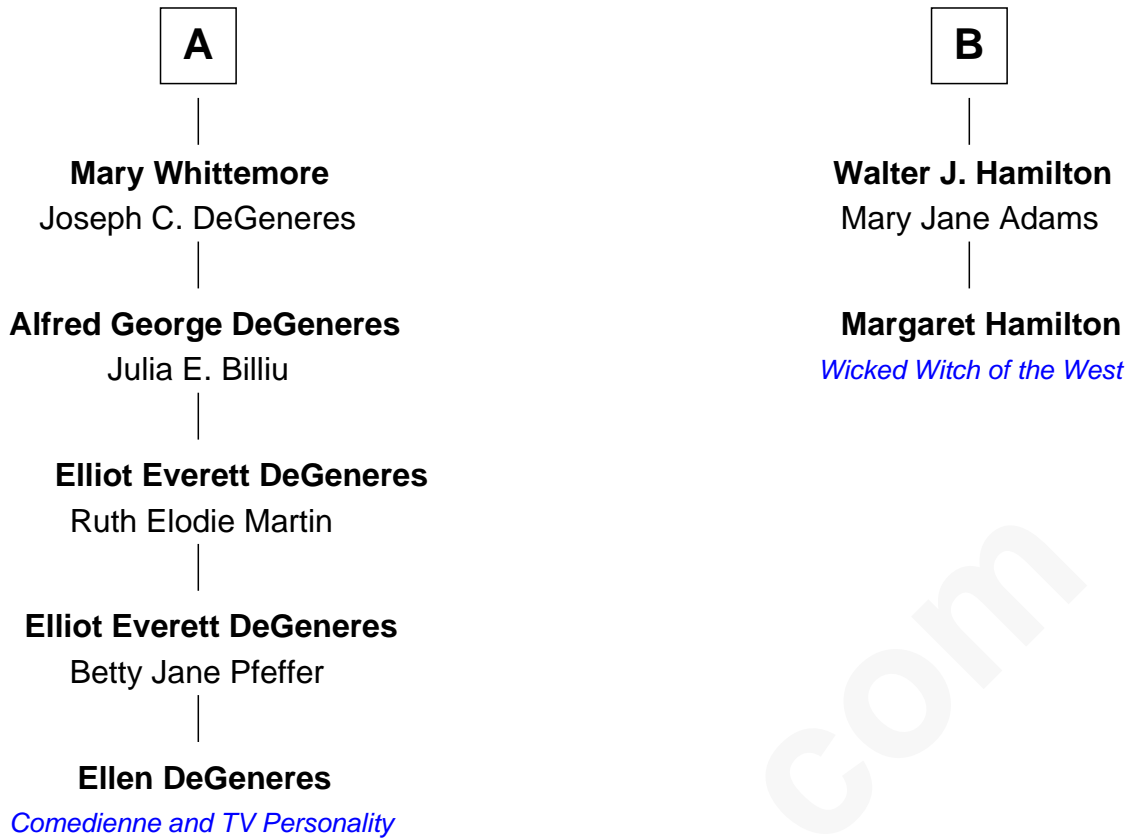 A
Mary Whittemore
Joseph C. DeGeneres
Alfred George DeGeneres
Julia E. Billiu
Elliot Everett DeGeneres
Ruth Elodie Martin
Elliot Everett DeGeneres
Betty Jane Pfeffer
Ellen DeGeneres
Comedienne and TV Personality
B
Walter J. Hamilton
Mary Jane Adams
Margaret Hamilton
Wicked Witch of the West
com